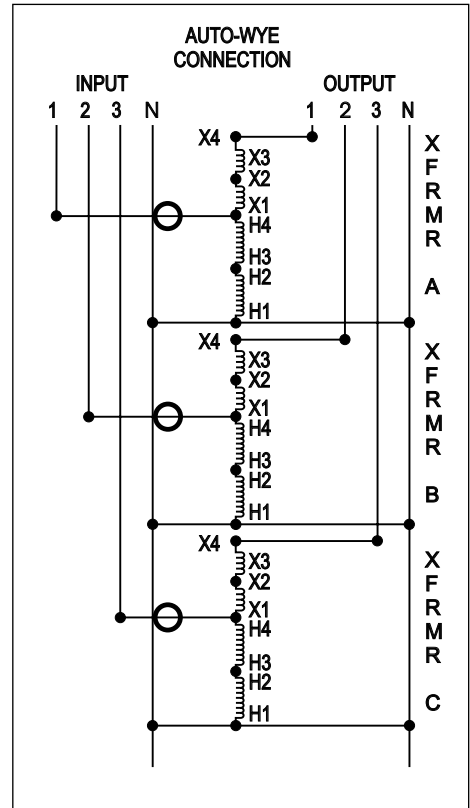 AUTO-WYE
CONNECTION
INPUT
OUTPUT
1 2 3 N
1 2 3 N
X4
X3
X2
X1
H4
H3
H2
H1
X
F
R
M
R
A
X4
X3
X2
X1
H4
H3
H2
H1
X
F
R
M
R
B
X4
X3
X2
X1
H4
H3
H2
H1
X
F
R
M
R
C